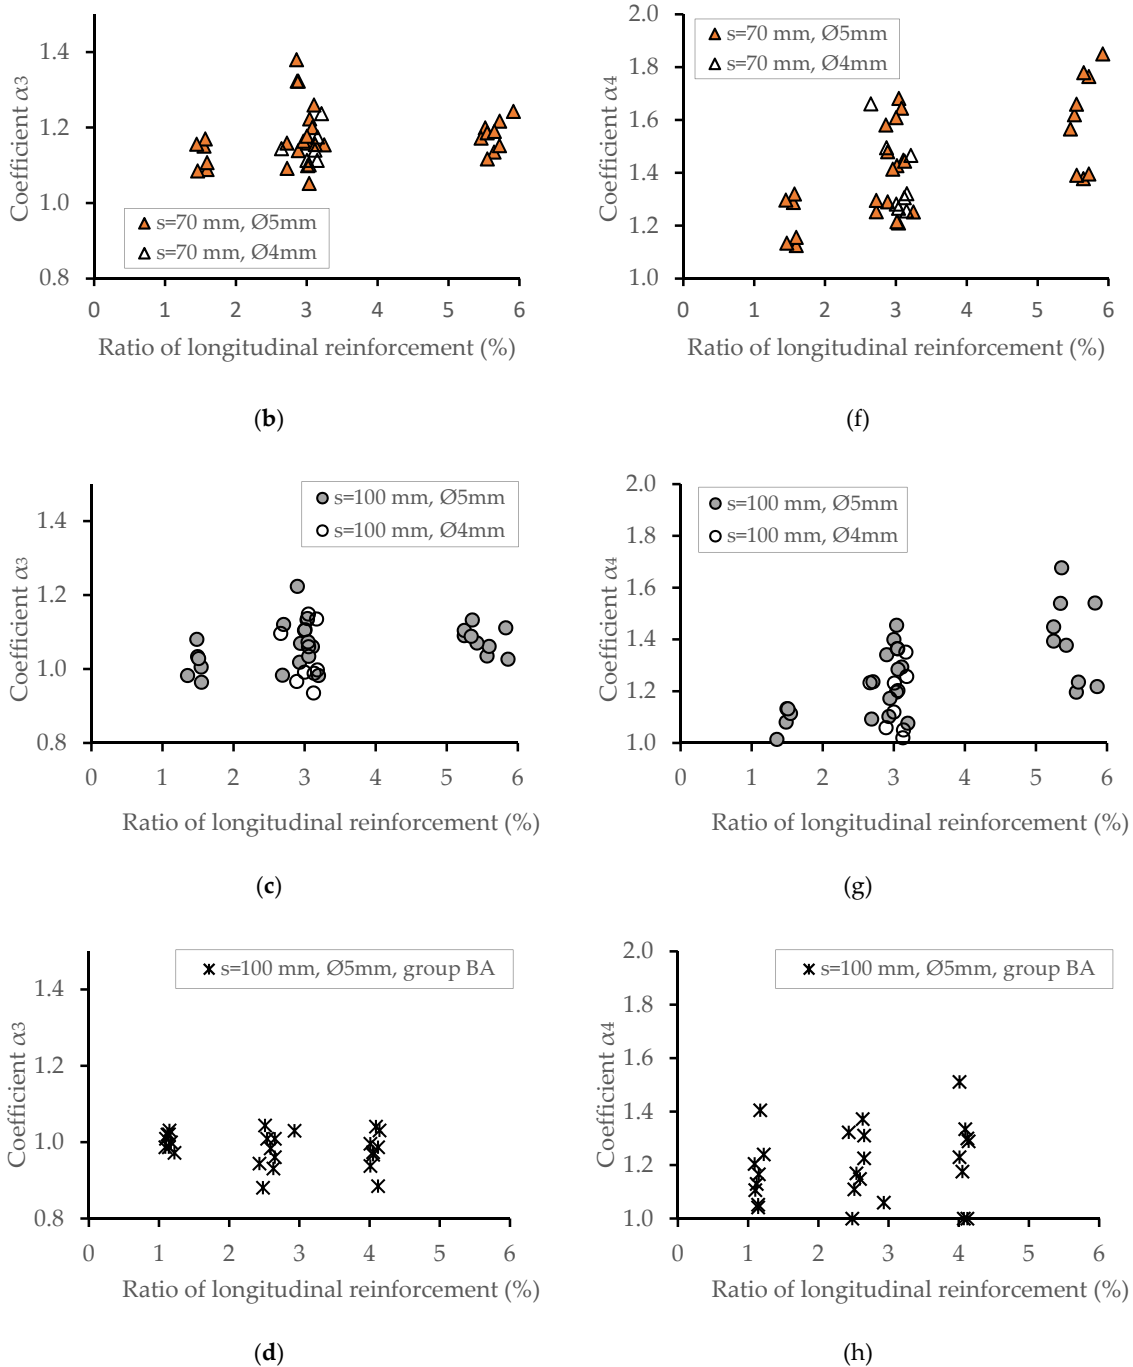 Coefficient α3
1.4
1.2
1.0
0.8
s=70 mm, Ø5mm
s=70 mm, Ø4mm
0 1 2 3 4 5 6
Ratio of longitudinal reinforcement (%)
(b)
Coefficient α4
2.0
1.8
1.6
1.4
1.2
1.0
s=70 mm, Ø5mm
s=70 mm, Ø4mm
0 1 2 3 4 5 6
Ratio of longitudinal reinforcement (%)
(f)
Coefficient α3
1.4
1.2
1.0
0.8
s=100 mm, Ø5mm
s=100 mm, Ø4mm
0 1 2 3 4 5 6
Ratio of longitudinal reinforcement (%)
(c)
Coefficient α4
2.0
1.8
1.6
1.4
1.2
1.0
s=100 mm, Ø5mm
s=100 mm, Ø4mm
0 1 2 3 4 5 6
Ratio of longitudinal reinforcement (%)
(g)
Coefficient α3
1.4
1.2
1.0
0.8
s=100 mm, Ø5mm, group BA
0 1 2 3 4 5 6
Ratio of longitudinal reinforcement (%)
(d)
Coefficient α4
2.0
1.8
1.6
1.4
1.2
1.0
s=100 mm, Ø5mm, group BA
0 1 2 3 4 5 6
Ratio of longitudinal reinforcement (%)
(h)